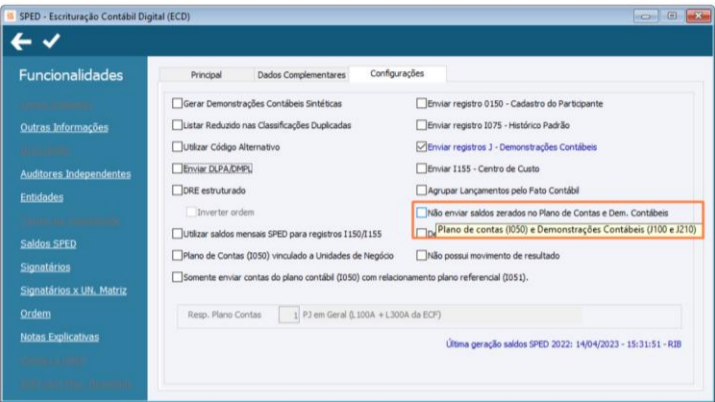 SPED - Escrituração Contábil Digital (ECD)
Funcionalidades
Outras Informações
Auditores Independentes
Entidades
Saldos SPED
Signatários
Signatários x UN. Matriz
Ordem
Notas Explicativas
Principal
Dados Complementares
Configurações
Gerar Demonstrações Contábeis Sintéticas
Enviar registro 0150 - Cadastro do Participante
Listar Reduzido nas Classificações Duplicadas
Enviar registro I075 - Histórico Padrão
Utilizar Código Alternativo
Enviar registros J - Demonstrações Contábeis
Enviar DLPA/DMPL
Enviar I155 - Centro de Custo
DRE estruturado
Agrupar Lançamentos pelo Fato Contábil
Inverter ordem
Não enviar saldos zerados no Plano de Contas e Dem. Contábeis
Utilizar saldos mensais SPED para registros I150/I155
Plano de contas (I050) e Demonstrações Contábeis (J100 e J210)
Plano de Contas (I050) vinculado a Unidades de Negócio
Não possui movimento de resultado
Somente enviar contas do plano contábil (I050) com relacionamento plano referencial (I051).
Resp. Plano Contas
1 PJ em Geral (L100A + L300A da ECF)
Última geração saldos SPED 2022: 14/04/2023 - 15:31:51 - RIB